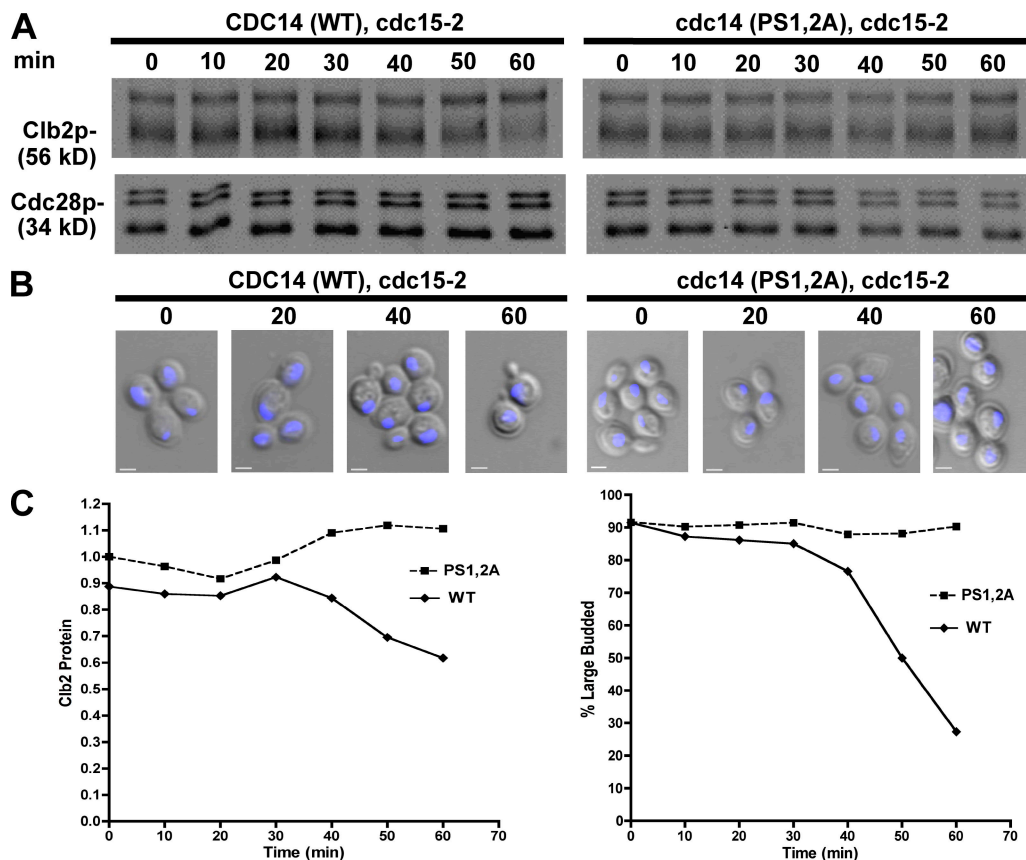 A
CDC14 (WT), cdc15-2 cdc14 (PS1,2A), cdc15-2
min 0 10 20 30 40 50 60 0 10 20 30 40 50 60
Clb2p-
(56 kD)
Cdc28p-
(34 kD)
B
CDC14 (WT), cdc15-2 cdc14 (PS1,2A), cdc15-2
0 20 40 60 0 20 40 60
C
Clb2 Protein
1.2
1.1
1.0
0.9
0.8
0.7
0.6
0.5
0.4
0.3
0.2
0.1
0.0
0 10 20 30 40 50 60 70
Time (min)
PS1,2A
WT
% Large Budded
100
90
80
70
60
50
40
30
20
10
0
0 10 20 30 40 50 60 70
Time (min)
PS1,2A
WT